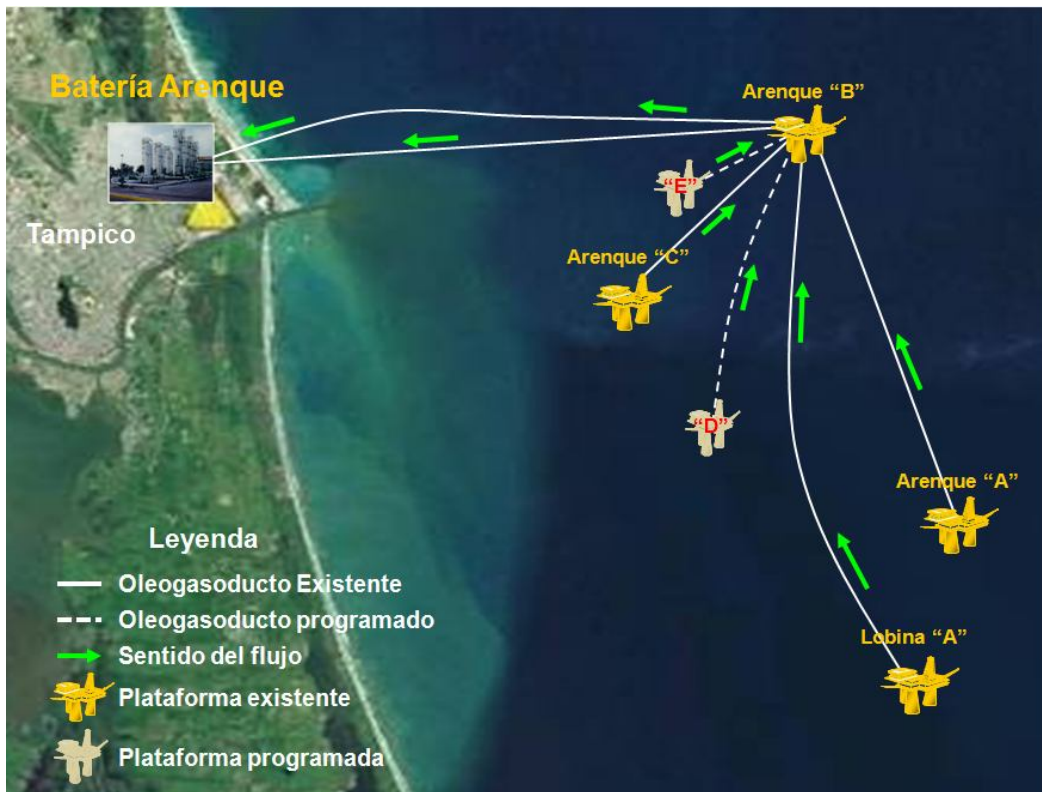 Batería Arenque
Arenque “B”
“E”
Tampico
Arenque “C”
“D”
Arenque “A”
Lobina “A”
Leyenda
Oleogasoducto Existente
Oleogasoducto programado
Sentido del flujo
Plataforma existente
Plataforma programada